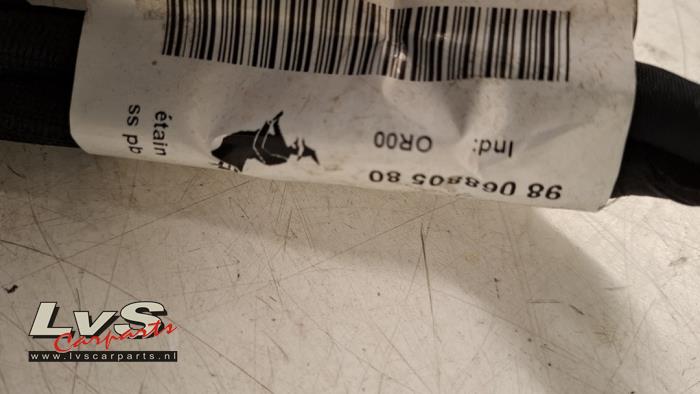 98 068805 80
Ind: OR00
étain
ss pb
LvS
Carparts
www.lvscarparts.nl